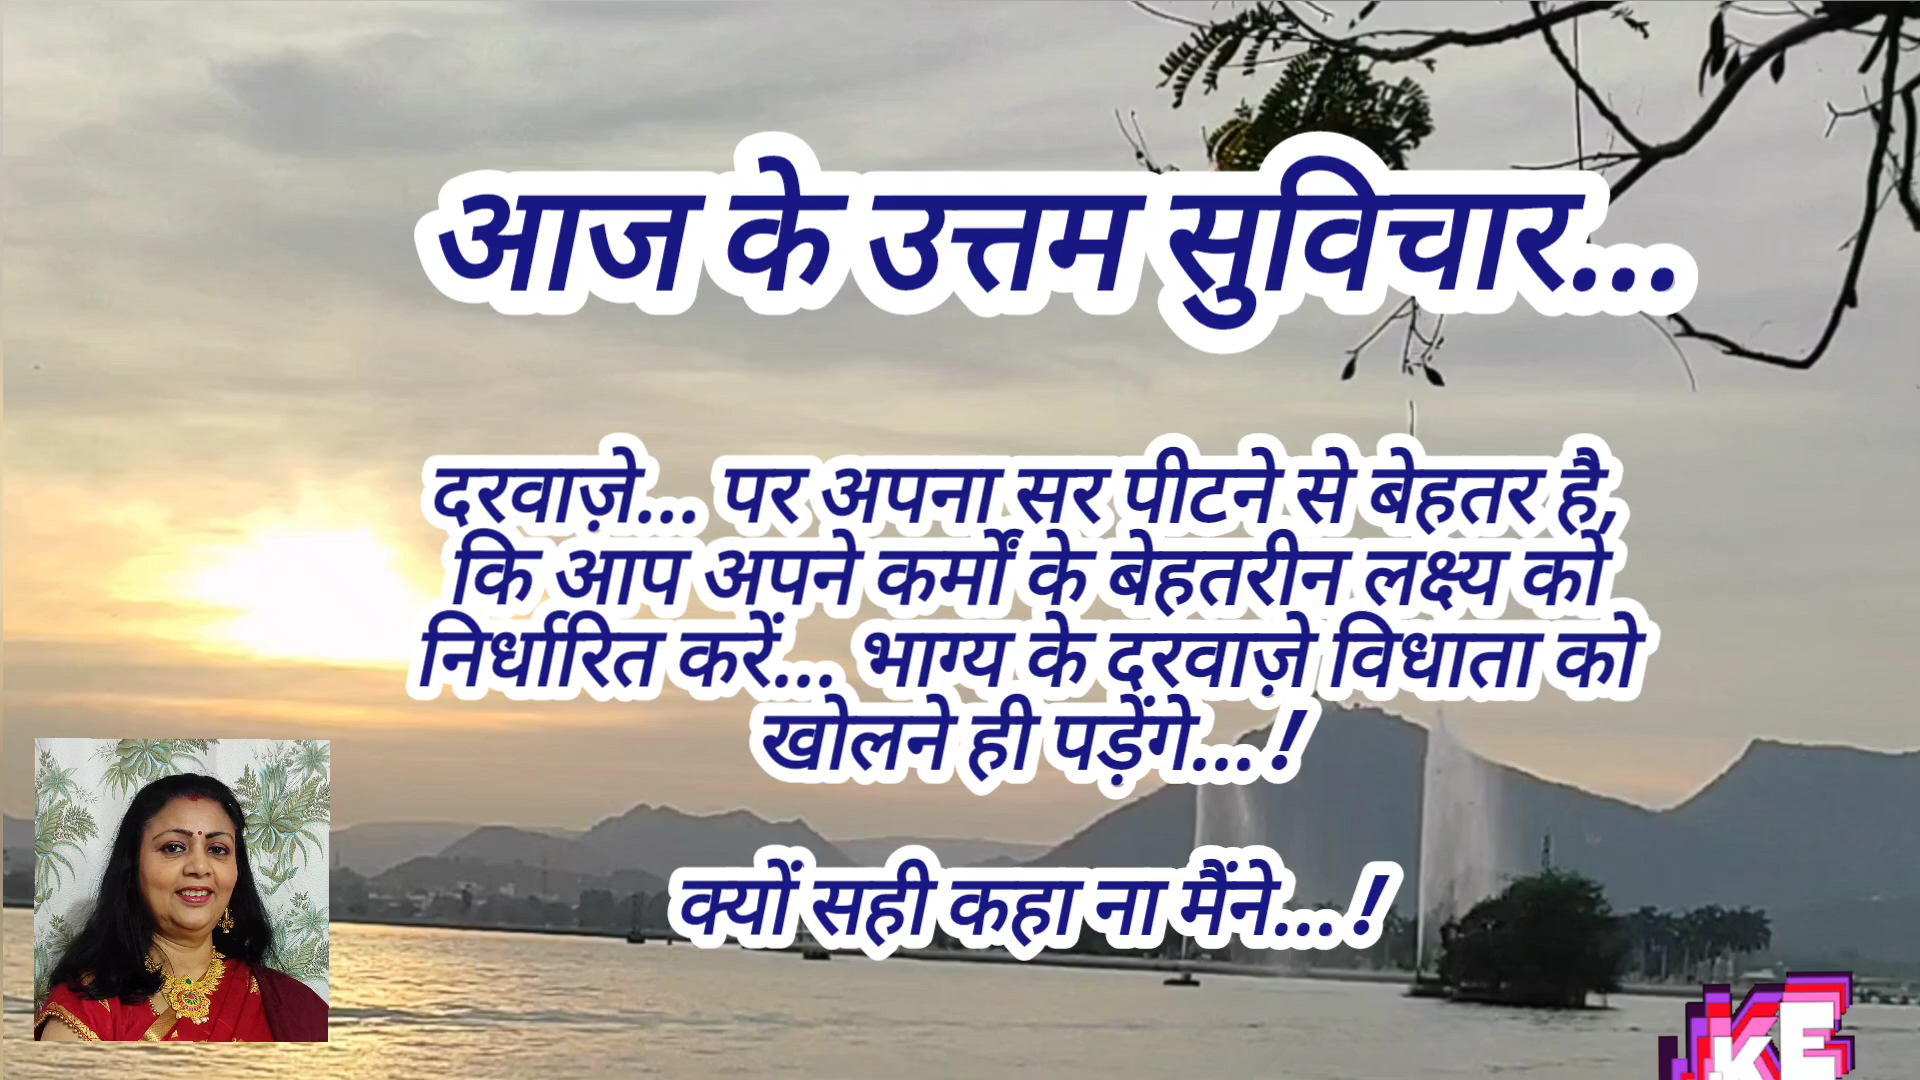 आज के उत्तम सुविचार...
दरवाज़े... पर अपना सर पीटने से बेहतर है,
कि आप अपने कर्मों के बेहतरीन लक्ष्य को
निर्धारित करें... भाग्य के दरवाज़े विधाता को
खोलने ही पड़ेंगे...!
क्यों सही कहा ना मैंने...!
KE